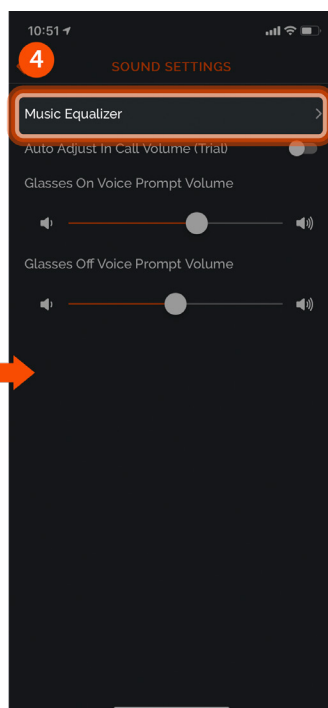 10:51
4
SOUND SETTINGS
Music Equalizer
Auto Adjust In Call Volume (Trial)
Glasses On Voice Prompt Volume
Glasses Off Voice Prompt Volume